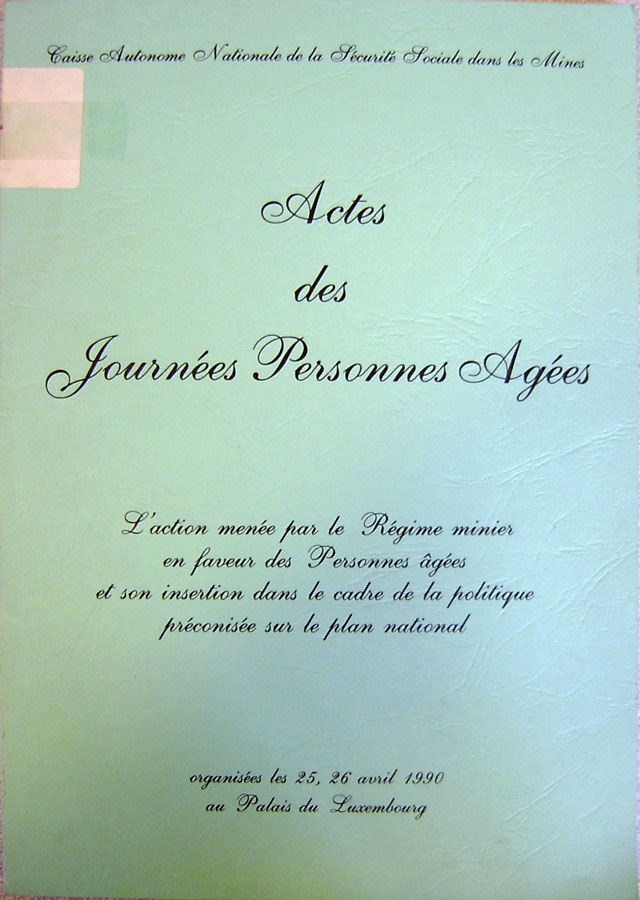 Caisse Autonome Nationale de la Sécurité Sociale dans les Mines
Actes
des
Journées Personnes Agées
L'action menée par le Régime minier
en faveur des Personnes âgées
et son insertion dans le cadre de la politique
préconisée sur le plan national
organisées les 25, 26 avril 1990
au Palais du Luxembourg